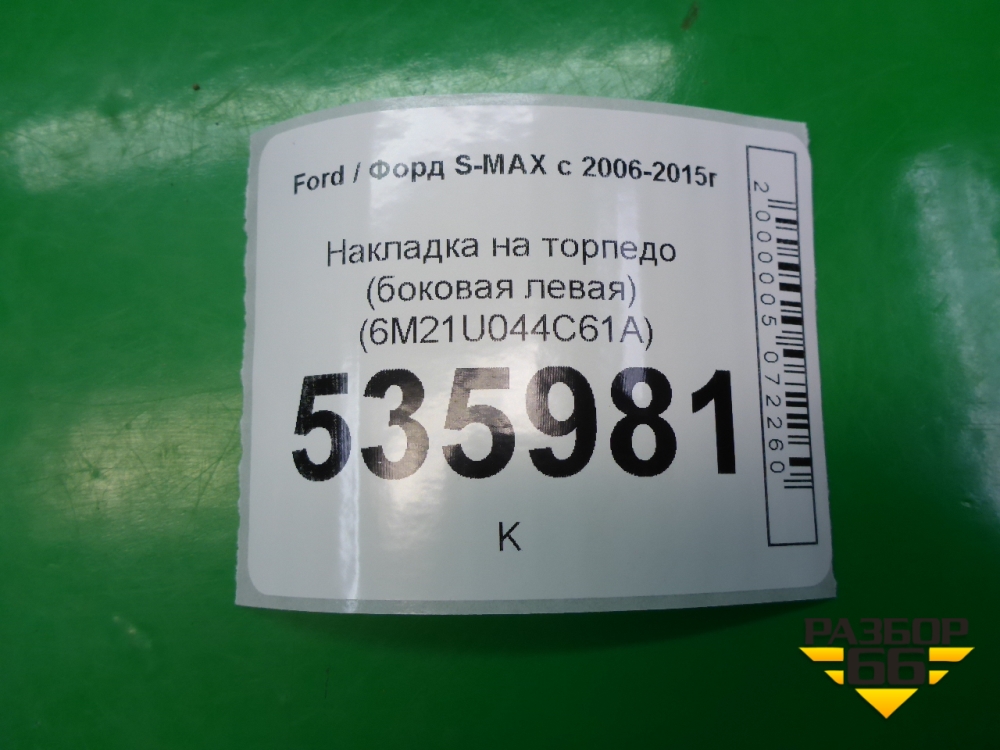 Ford / Форд S-MAX с 2006-2015г
Накладка на торпедо
(боковая левая)
(6M21U044C61A)
535981
К
2000005072260
РАЗБОР
66